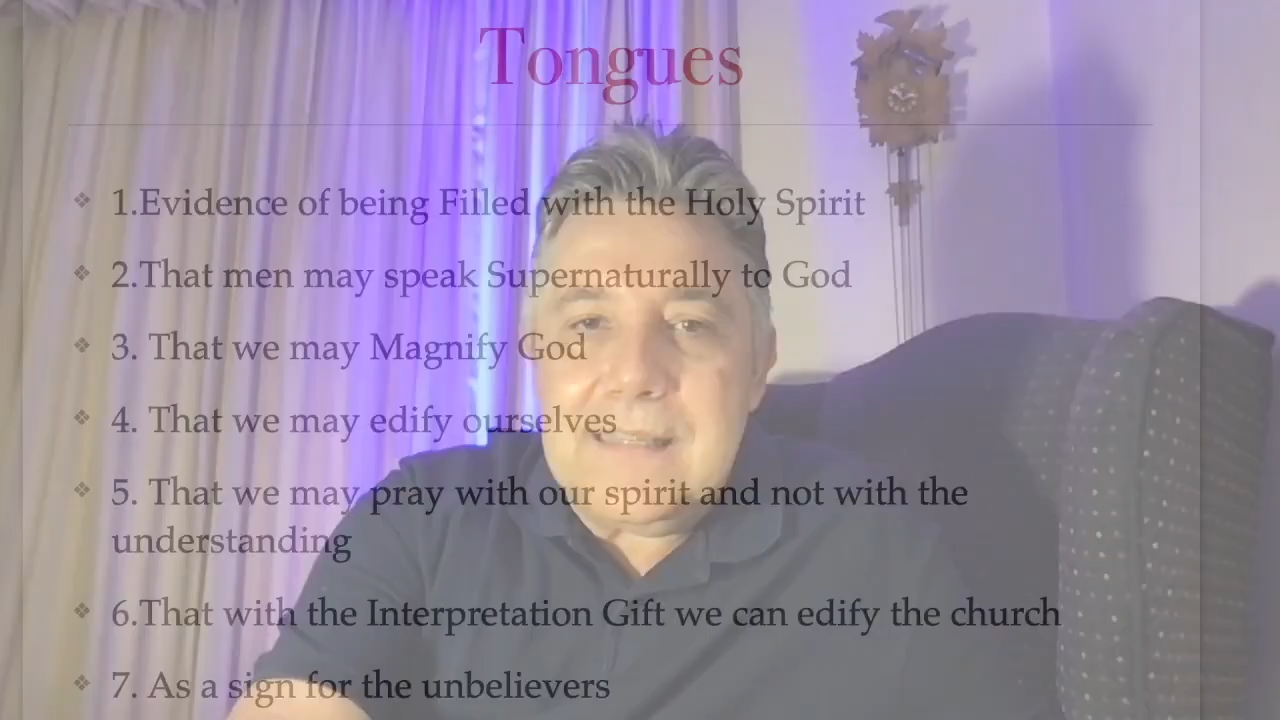 Tongues
❖ 1.Evidence of being Filled with the Holy Spirit
❖ 2.That men may speak Supernaturally to God
❖ 3. That we may Magnify God
❖ 4. That we may edify ourselves
❖ 5. That we may pray with our spirit and not with the
understanding
❖ 6.That with the Interpretation Gift we can edify the church
❖ 7. As a sign for the unbelievers